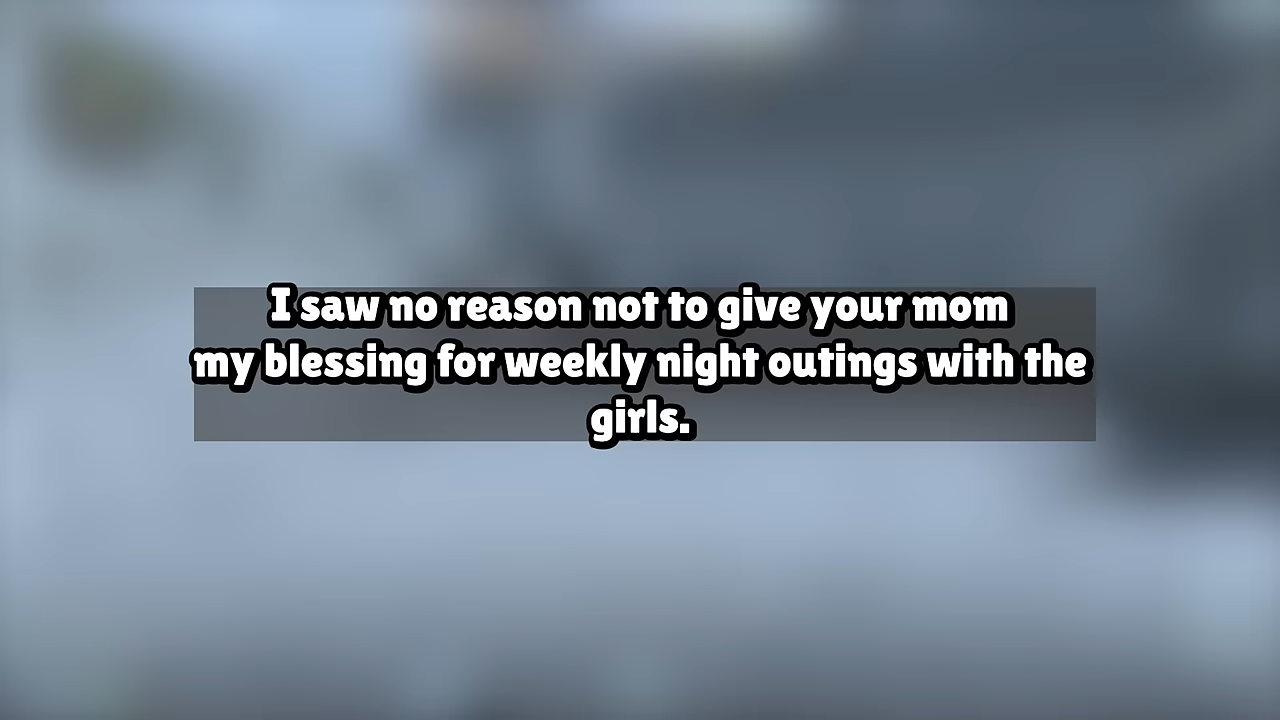 I saw no reason not to give your mom
my blessing for weekly night outings with the
girls.